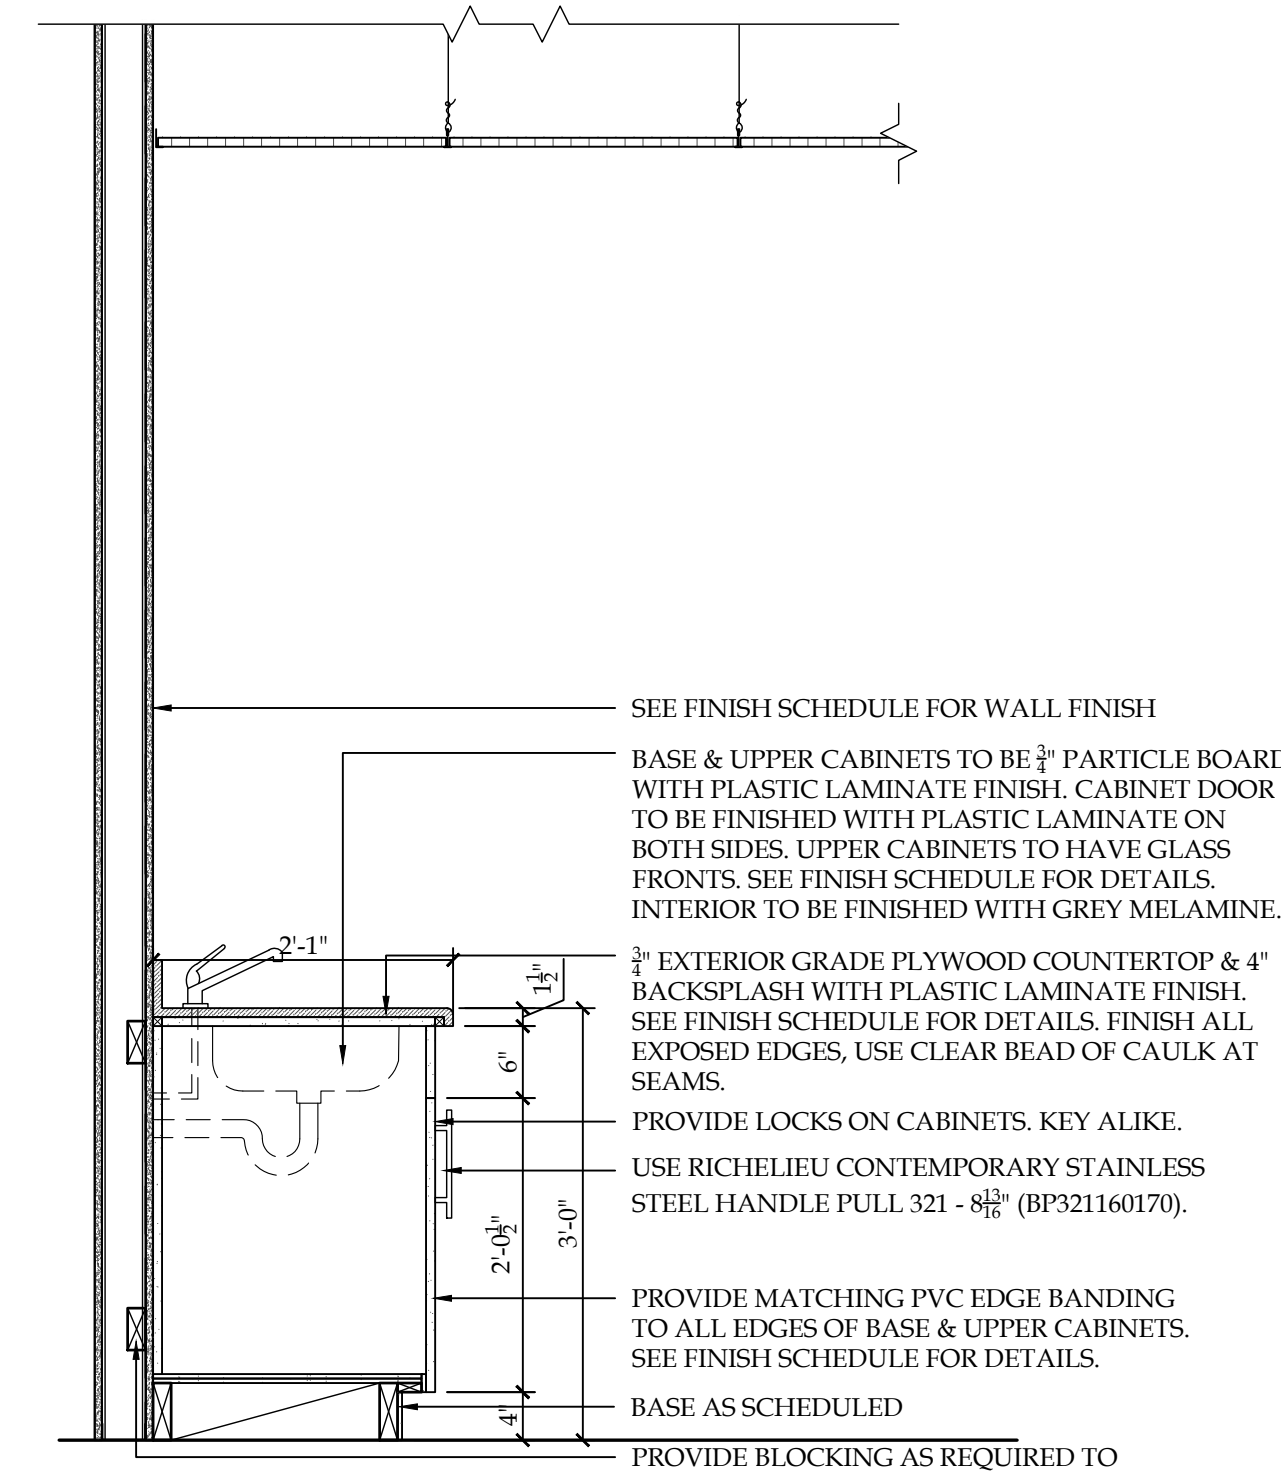 SEE FINISH SCHEDULE FOR WALL FINISH
BASE & UPPER CABINETS TO BE 3/4" PARTICLE BOARD
WITH PLASTIC LAMINATE FINISH. CABINET DOOR
TO BE FINISHED WITH PLASTIC LAMINATE ON
BOTH SIDES. UPPER CABINETS TO HAVE GLASS
FRONTS. SEE FINISH SCHEDULE FOR DETAILS.
INTERIOR TO BE FINISHED WITH GREY MELAMINE.
2'-1"
3/4" EXTERIOR GRADE PLYWOOD COUNTERTOP & 4"
BACKSPLASH WITH PLASTIC LAMINATE FINISH.
SEE FINISH SCHEDULE FOR DETAILS. FINISH ALL
EXPOSED EDGES, USE CLEAR BEAD OF CAULK AT
SEAMS.
1 1/2"
6"
PROVIDE LOCKS ON CABINETS. KEY ALIKE.
USE RICHELIEU CONTEMPORARY STAINLESS
STEEL HANDLE PULL 321 - 8 13/16" (BP321160170).
2'-0 1/2"
3'-0"
PROVIDE MATCHING PVC EDGE BANDING
TO ALL EDGES OF BASE & UPPER CABINETS.
SEE FINISH SCHEDULE FOR DETAILS.
4"
BASE AS SCHEDULED
PROVIDE BLOCKING AS REQUIRED TO